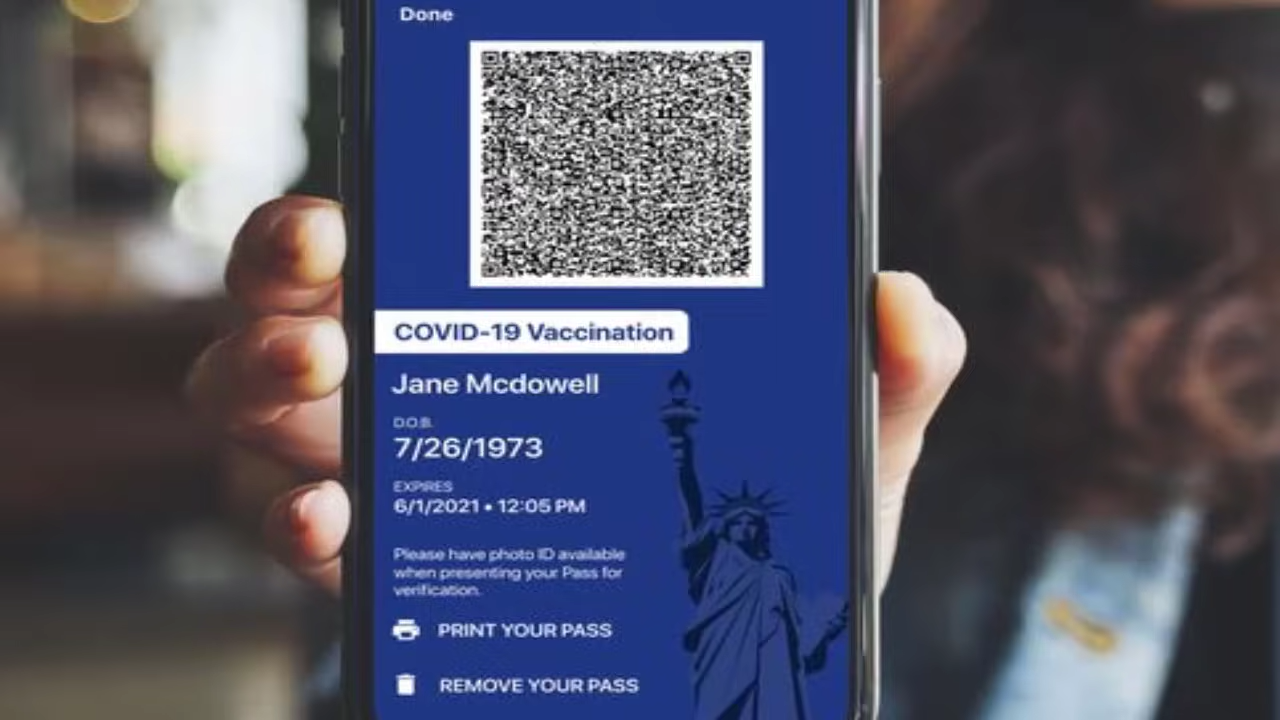 Done
COVID-19 Vaccination
Jane Mcdowell
D.O.B.
7/26/1973
EXPIRES
6/1/2021 • 12:05 PM
Please have photo ID available
when presenting your Pass for
verification.
PRINT YOUR PASS
REMOVE YOUR PASS